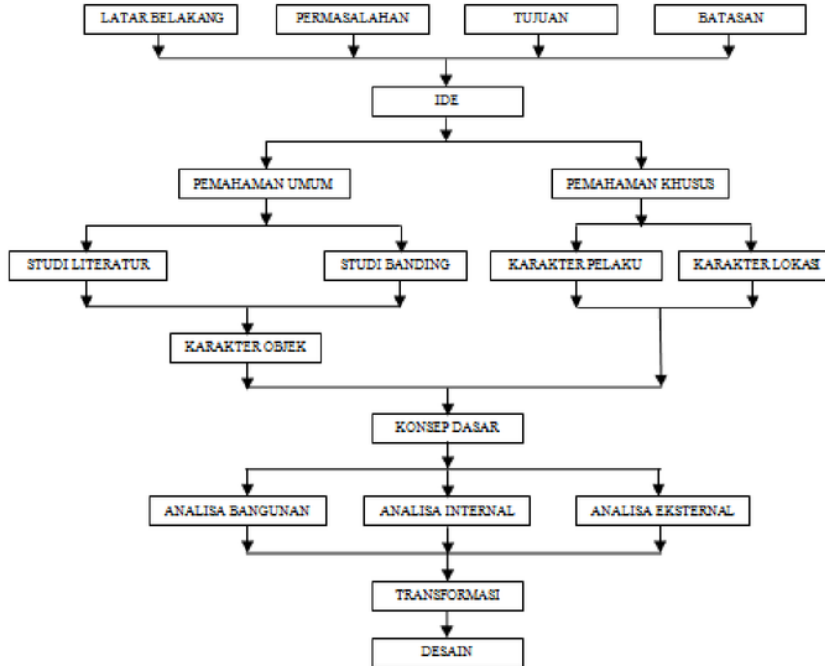 LATAR BELAKANG
PERMASALAHAN
TUJUAN
BATASAN
IDE
PEMAHAMAN UMUM
PEMAHAMAN KHUSUS
STUDI LITERATUR
STUDI BANDING
KARAKTER PELAKU
KARAKTER LOKASI
KARAKTER OBJEK
KONSEP DASAR
ANALISA BANGUNAN
ANALISA INTERNAL
ANALISA EKSTERNAL
TRANSFORMASI
DESAIN